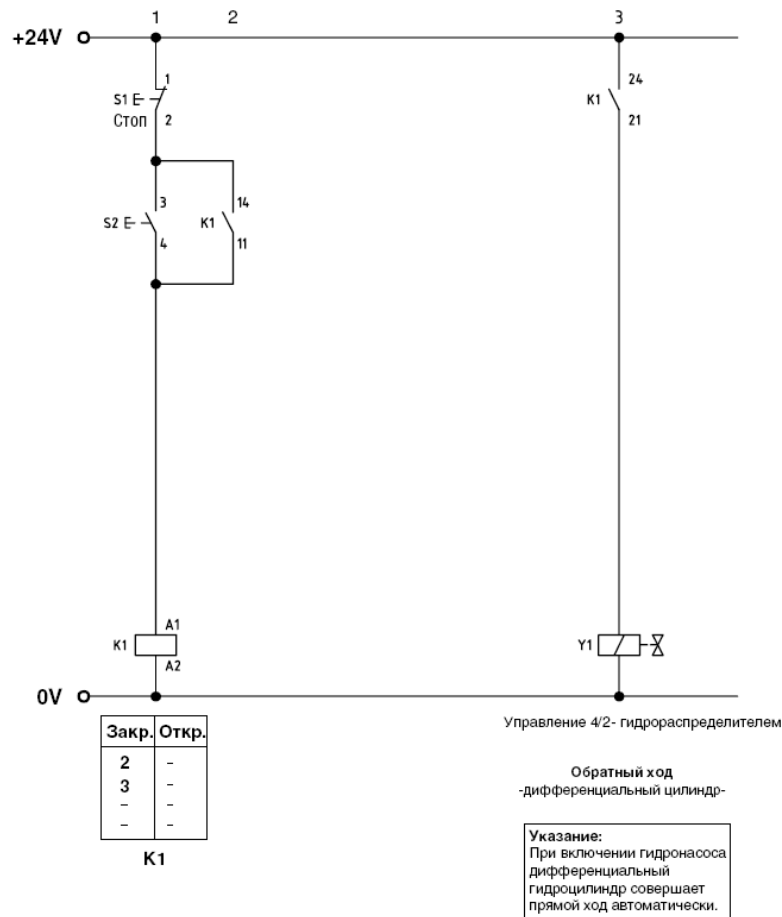 1 2 3
+24V
1
S1
Стоп 2
24
K1
21
3
S2
4
14
K1
11
A1
K1
A2
Y1
0V
Закр. Откр.
2 -
3 -
- -
- -
K1
Управление 4/2- гидрораспределителем
Обратный ход
-дифференциальный цилиндр-
Указание:
При включении гидронасоса
дифференциальный
гидроцилиндр совершает
прямой ход автоматически.